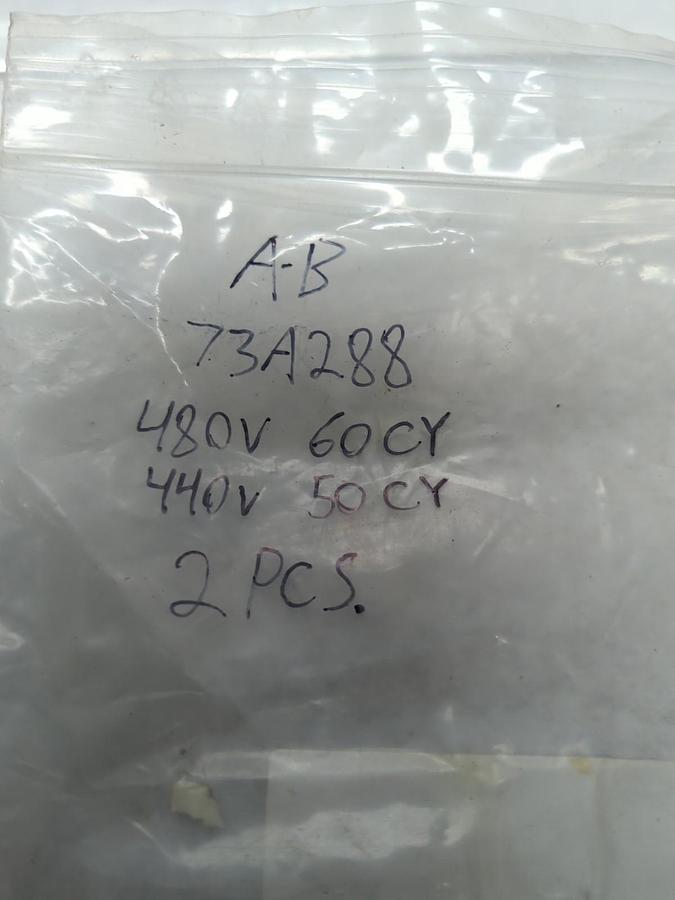 A-B
73A288
480V 60CY
440V 50CY
2 PCS.